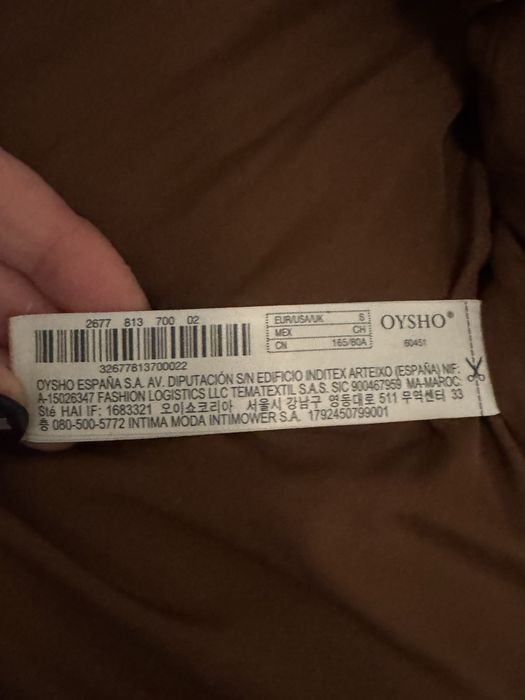 2677 813 700 02
32677813700022
EUR/USA/UK S
MEX CH
CN 165/80A
OYSHO®
60451
OYSHO ESPAÑA S.A. AV. DIPUTACIÓN S/N EDIFICIO INDITEX ARTEIXO (ESPAÑA) NIF:
A-15026347 FASHION LOGISTICS LLC TEMATEXTIL S.A.S. SIC 900467959 MA-MAROC:
Sté HAI IF: 1683321 오이쇼코리아 서울시 강남구 영동대로 511 무역센터 33
층 080-500-5772 INTIMA MODA INTIMOWER S.A. 1792450799001